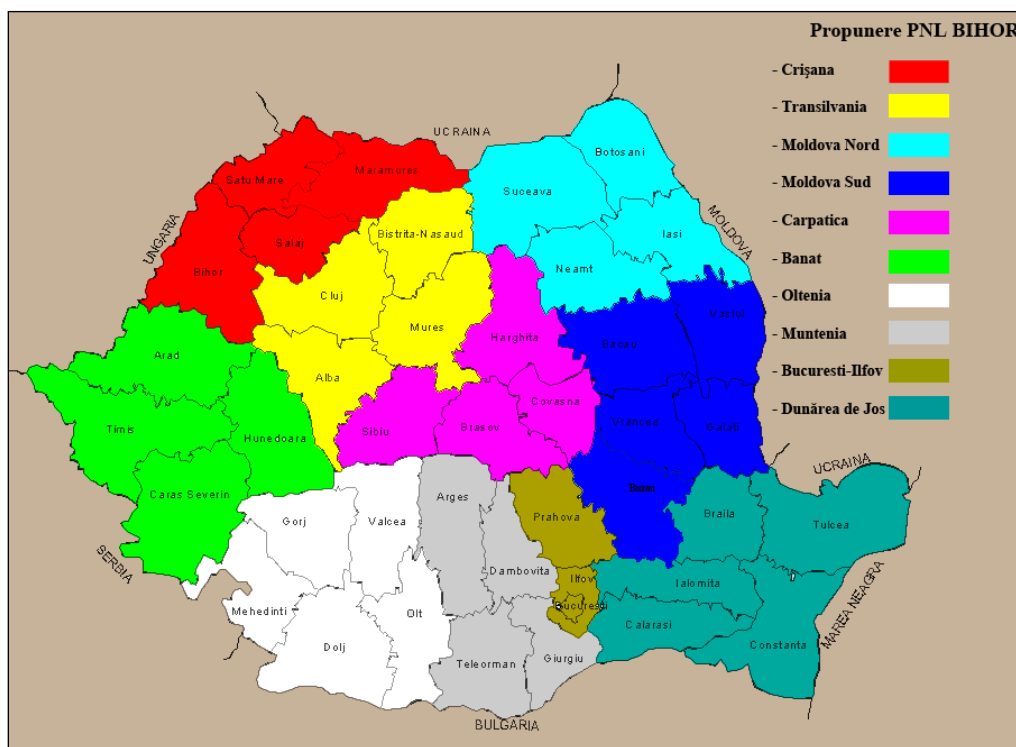 Propunere PNL BIHOR
- Crişana
- Transilvania
- Moldova Nord
- Moldova Sud
- Carpatica
- Banat
- Oltenia
- Muntenia
- Bucuresti-Ilfov
- Dunărea de Jos
UCRAINA
Botosani
Satu Mare
Maramures
Suceava
MOLDOVA
UNGARIA
Salaj
Bistrita-Nasaud
Iasi
Bihor
Neamt
Cluj
Mures
Harghita
Vaslui
Bacau
Arad
Alba
Covasna
Timis
Hunedoara
Sibiu
Brasov
Vrancea
Galati
UCRAINA
Caras Severin
Arges
Buzau
Gorj
Valcea
Prahova
Braila
Tulcea
SERBIA
Dambovita
Ilfov
Ialomita
MAREA NEAGRA
Mehedinti
Olt
Bucuresti
Calarasi
Dolj
Constanta
Teleorman
Giurgiu
BULGARIA